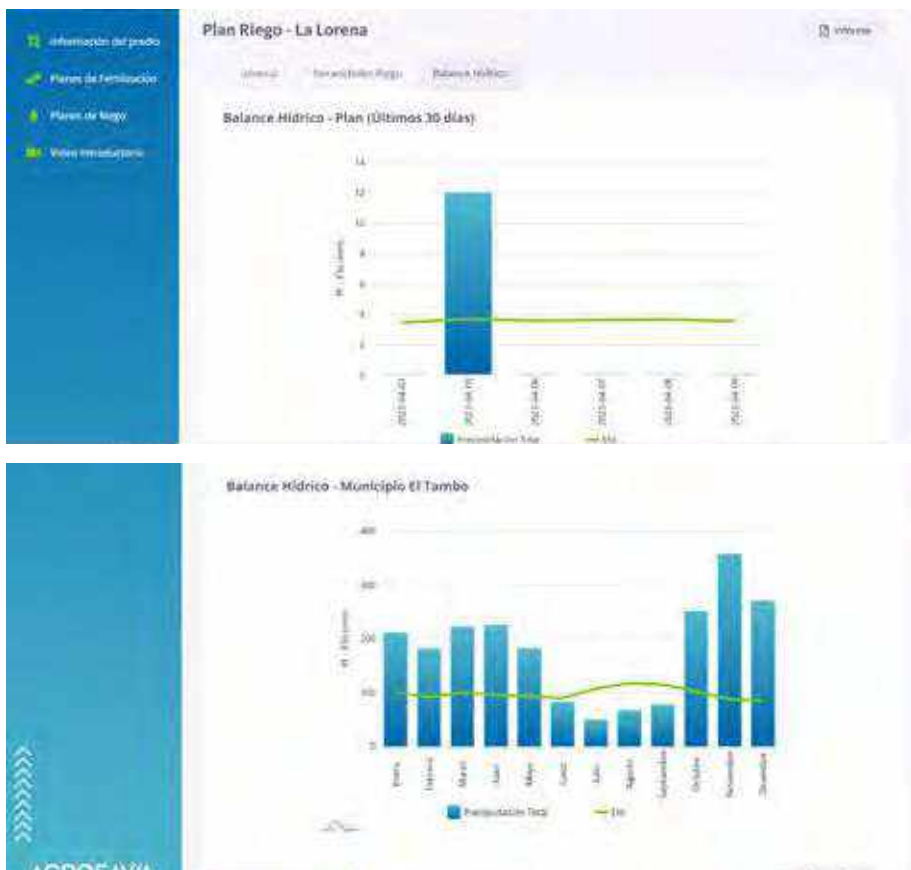 Información del predio
Planes de Fertilización
Planes de Riego
Video Introductorio
Plan Riego - La Lorena
Informe
General
Necesidades Riego
Balance Hídrico
Balance Hídrico - Plan (Últimos 30 días)
14
12
10
8
6
4
2
0
Precipitación Total
Balance Hídrico - Municipio El Tambo
400
300
200
100
0
Enero
Febrero
Marzo
Abril
Mayo
Junio
Julio
Agosto
Septiembre
Octubre
Noviembre
Diciembre
Precipitación Total
AGROSAVIA